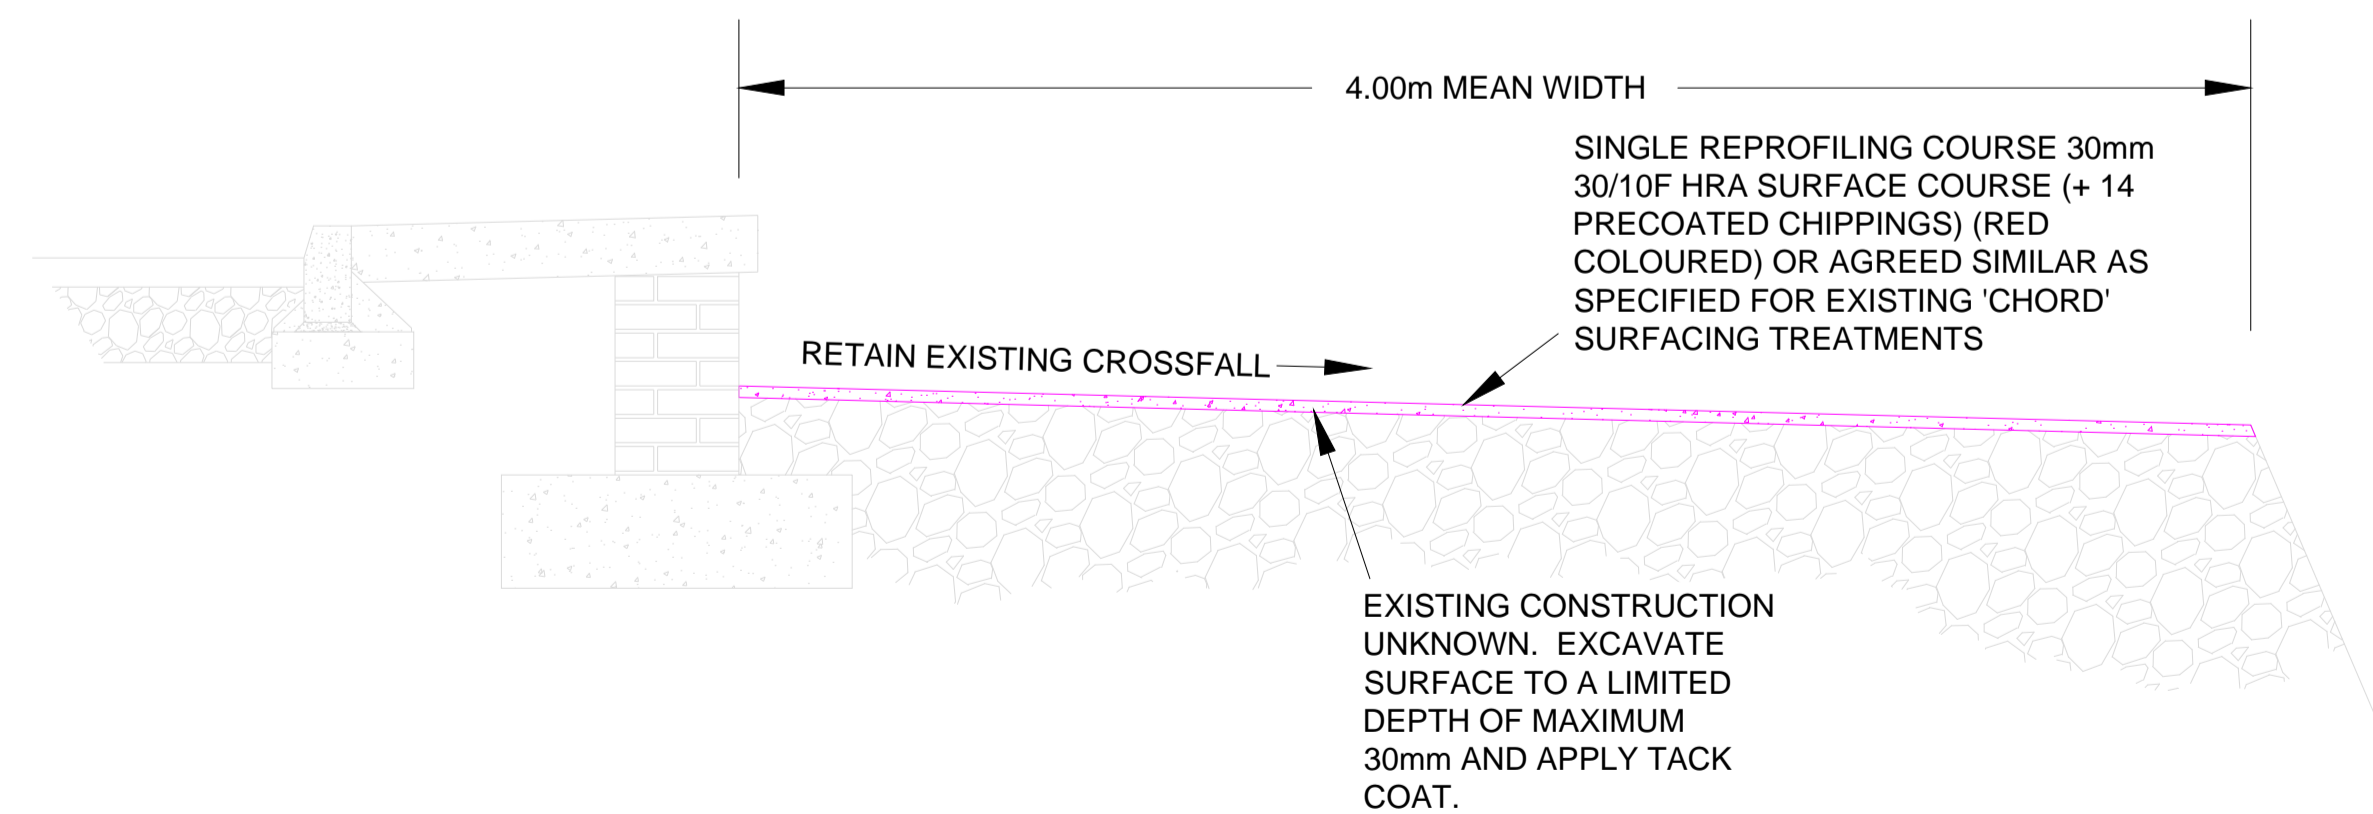 4.00m MEAN WIDTH
SINGLE REPROFILING COURSE 30mm
30/10F HRA SURFACE COURSE (+ 14
PRECOATED CHIPPINGS) (RED
COLOURED) OR AGREED SIMILAR AS
SPECIFIED FOR EXISTING 'CHORD'
SURFACING TREATMENTS
RETAIN EXISTING CROSSFALL
EXISTING CONSTRUCTION
UNKNOWN.  EXCAVATE
SURFACE TO A LIMITED
DEPTH OF MAXIMUM
30mm AND APPLY TACK
COAT.